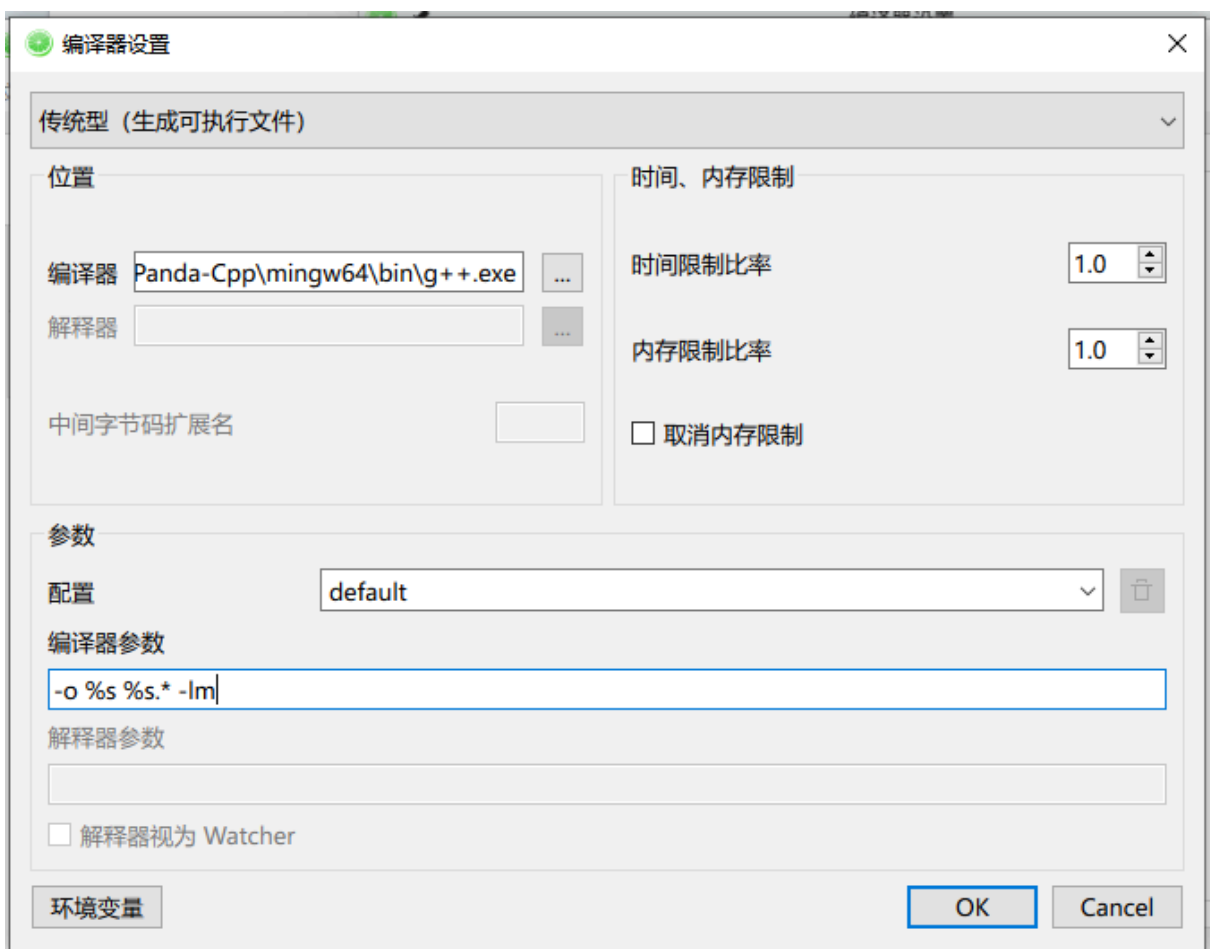 编译器设置
传统型（生成可执行文件）
位置
编译器 Panda-Cpp\mingw64\bin\g++.exe ...
解释器 ...
中间字节码扩展名
时间、内存限制
时间限制比率 1.0
内存限制比率 1.0
取消内存限制
参数
配置 default
编译器参数
-o %s %s.* -lm
解释器参数
解释器视为 Watcher
环境变量 OK Cancel